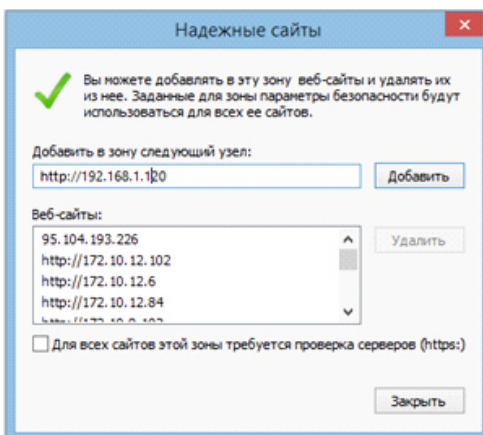 Надежные сайты
Вы можете добавлять в эту зону веб-сайты и удалять их
из нее. Заданные для зоны параметры безопасности будут
использоваться для всех ее сайтов.
Добавить в зону следующий узел:
http://192.168.1.120
Добавить
Веб-сайты:
95.104.193.226
http://172.10.12.102
http://172.10.12.6
http://172.10.12.84
Удалить
Для всех сайтов этой зоны требуется проверка серверов (https:)
Закрыть